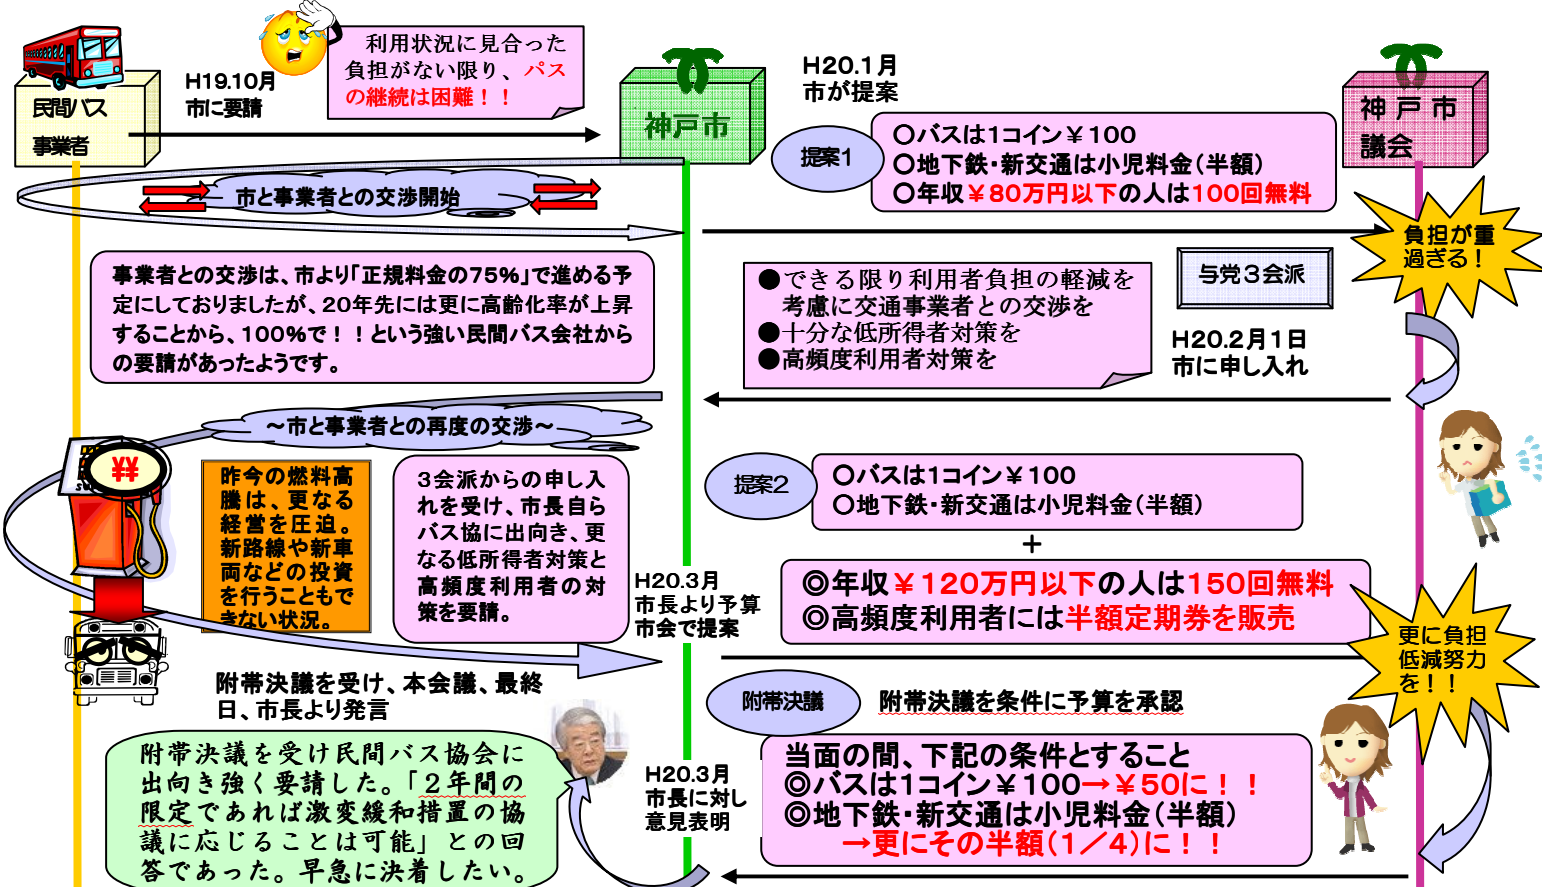 民間バス
事業者
H19.10月
市に要請
利用状況に見合った
負担がない限り、パス
の継続は困難！！
神戸市
H20.1月
市が提案
提案1
○バスは1コイン￥100
○地下鉄・新交通は小児料金（半額）
○年収￥80万円以下の人は100回無料
神戸市
議会
市と事業者との交渉開始
負担が重
過ぎる！
事業者との交渉は、市より「正規料金の75%」で進める予
定にしておりましたが、20年先には更に高齢化率が上昇
することから、100%で！！という強い民間バス会社から
の要請があったようです。
●できる限り利用者負担の軽減を
考慮に交通事業者との交渉を
●十分な低所得者対策を
●高頻度利用者対策を
与党3会派
H20.2月1日
市に申し入れ
～市と事業者との再度の交渉～
¥¥
昨今の燃料高
騰は、更なる
経営を圧迫。
新路線や新車
両などの投資
を行うこともで
きない状況。
3会派からの申し入
れを受け、市長自ら
バス協に出向き、更
なる低所得者対策と
高頻度利用者の対
策を要請。
提案2
○バスは1コイン￥100
○地下鉄・新交通は小児料金（半額）
＋
◎年収￥120万円以下の人は150回無料
◎高頻度利用者には半額定期券を販売
H20.3月
市長より予算
市会で提案
更に負担
低減努力
を！！
附帯決議を受け、本会議、最終
日、市長より発言
附帯決議を受け民間バス協会に
出向き強く要請した。「２年間の
限定であれば激変緩和措置の協
議に応じることは可能」との回
答であった。早急に決着したい。
附帯決議
附帯決議を条件に予算を承認
H20.3月
市長に対し
意見表明
当面の間、下記の条件とすること
◎バスは1コイン￥100→￥50に！！
◎地下鉄・新交通は小児料金（半額）
→更にその半額（1／4）に！！